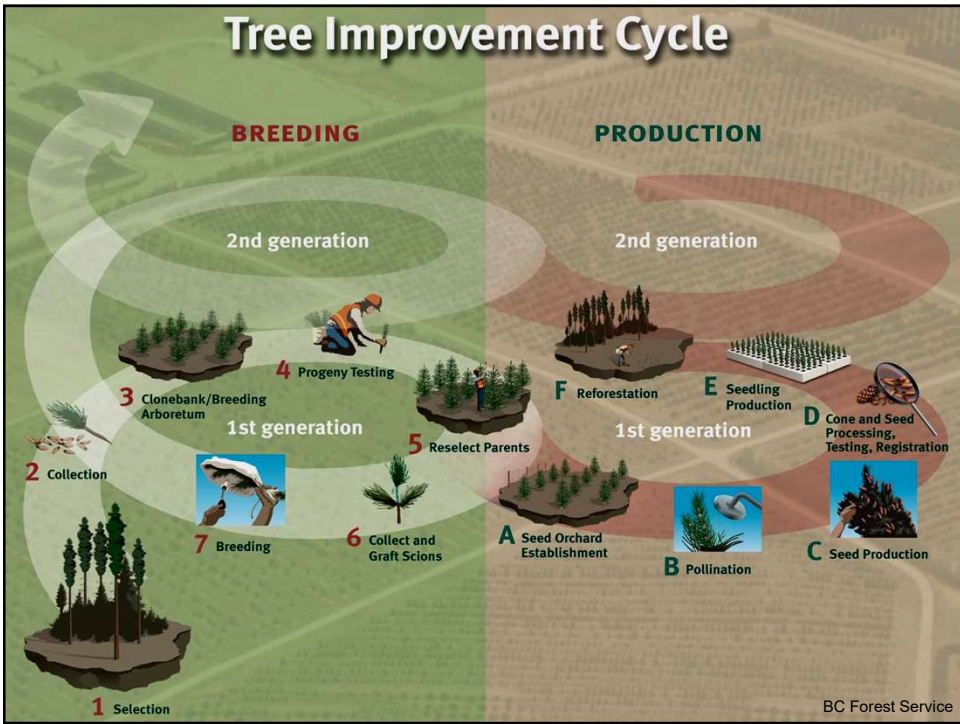 Tree Improvement Cycle
BREEDING
PRODUCTION
2nd generation
2nd generation
1st generation
1st generation
1 Selection
2 Collection
3 Clonebank/Breeding
Arboretum
4 Progeny Testing
5 Reselect Parents
6 Collect and
Graft Scions
7 Breeding
A Seed Orchard
Establishment
B Pollination
C Seed Production
D Cone and Seed
Processing,
Testing, Registration
E Seedling
Production
F Reforestation
BC Forest Service